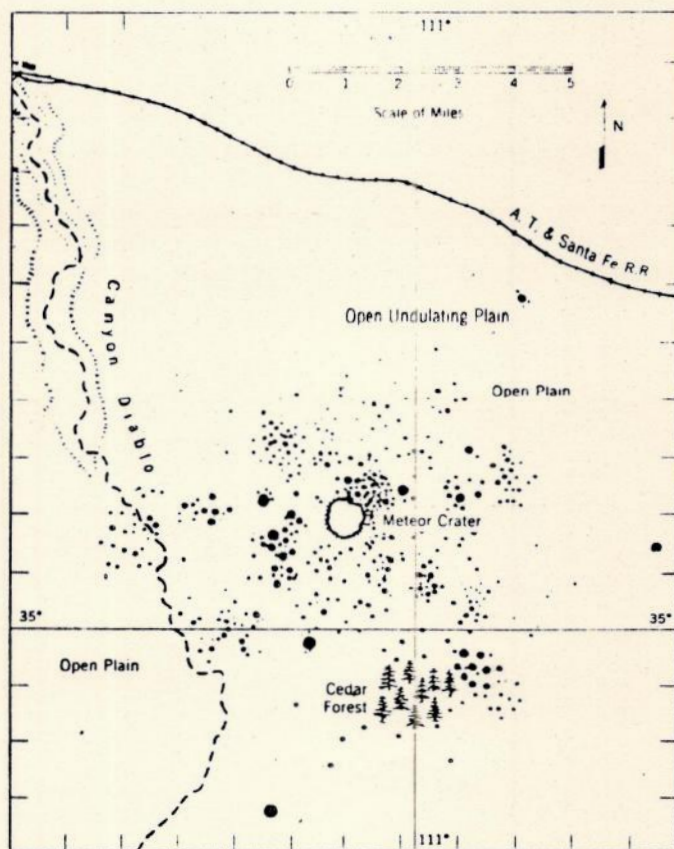 111°
0 1 2 3 4 5
Scale of Miles
N
A. T. & Santa Fe R.R
Canyon Diablo
Open Undulating Plain
Open Plain
Meteor Crater
35° 35°
Open Plain
Cedar
Forest
111°